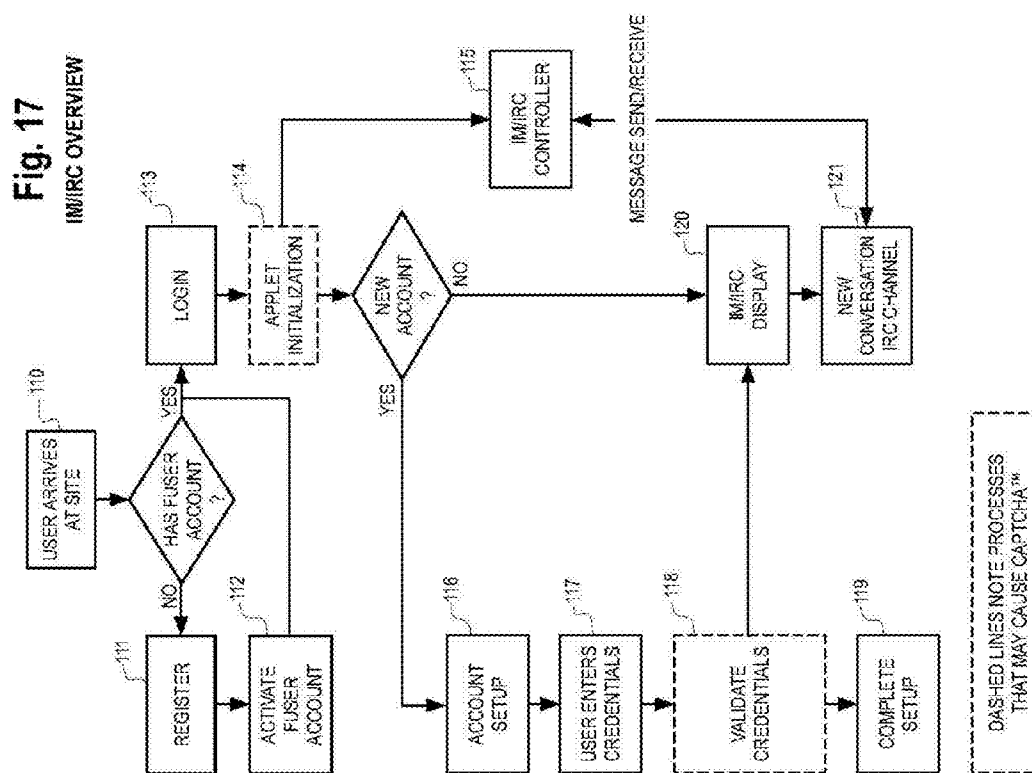 Fig. 17
IM/IRC OVERVIEW
USER ARRIVES
AT SITE
110
HAS FUSER
ACCOUNT
?
NO
YES
REGISTER
111
ACTIVATE
FUSER
ACCOUNT
112
LOGIN
113
APPLET
INITIALIZATION
114
IM/IRC
CONTROLLER
115
NEW
ACCOUNT
?
YES
NO
ACCOUNT
SETUP
116
USER ENTERS
CREDENTIALS
117
VALIDATE
CREDENTIALS
118
COMPLETE
SETUP
119
IM/IRC
DISPLAY
120
MESSAGE SEND/RECEIVE
NEW
CONVERSATION
IRC CHANNEL
121
DASHED LINES NOTE PROCESSES
THAT MAY CAUSE CAPTCHA™